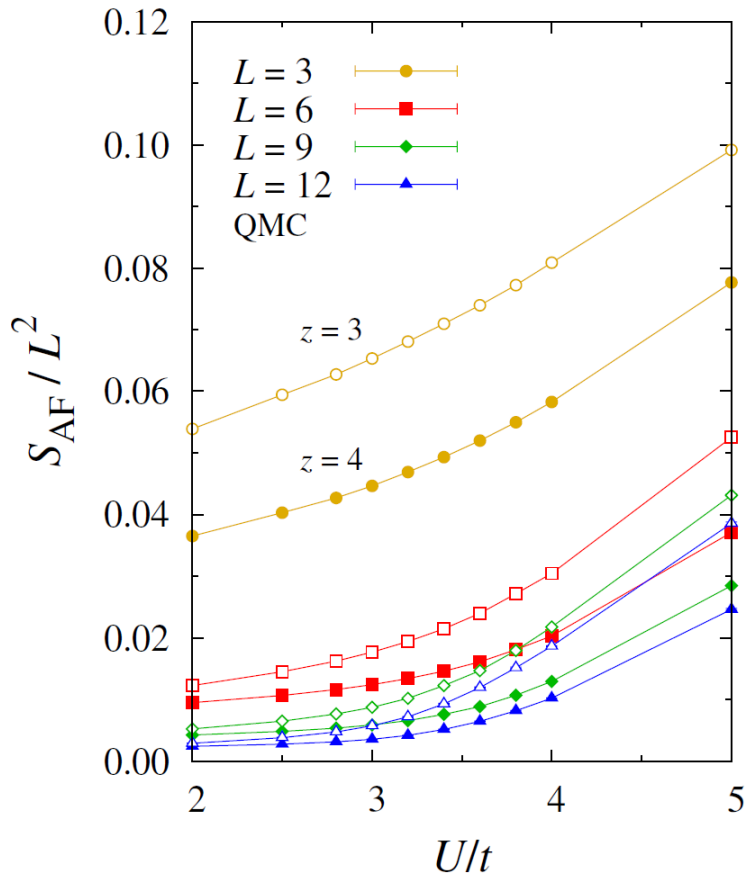 0.12
0.10
0.08
0.06
0.04
0.02
0.00
S_AF / L^2
L = 3
L = 6
L = 9
L = 12
QMC
z = 3
z = 4
2 3 4 5
U/t